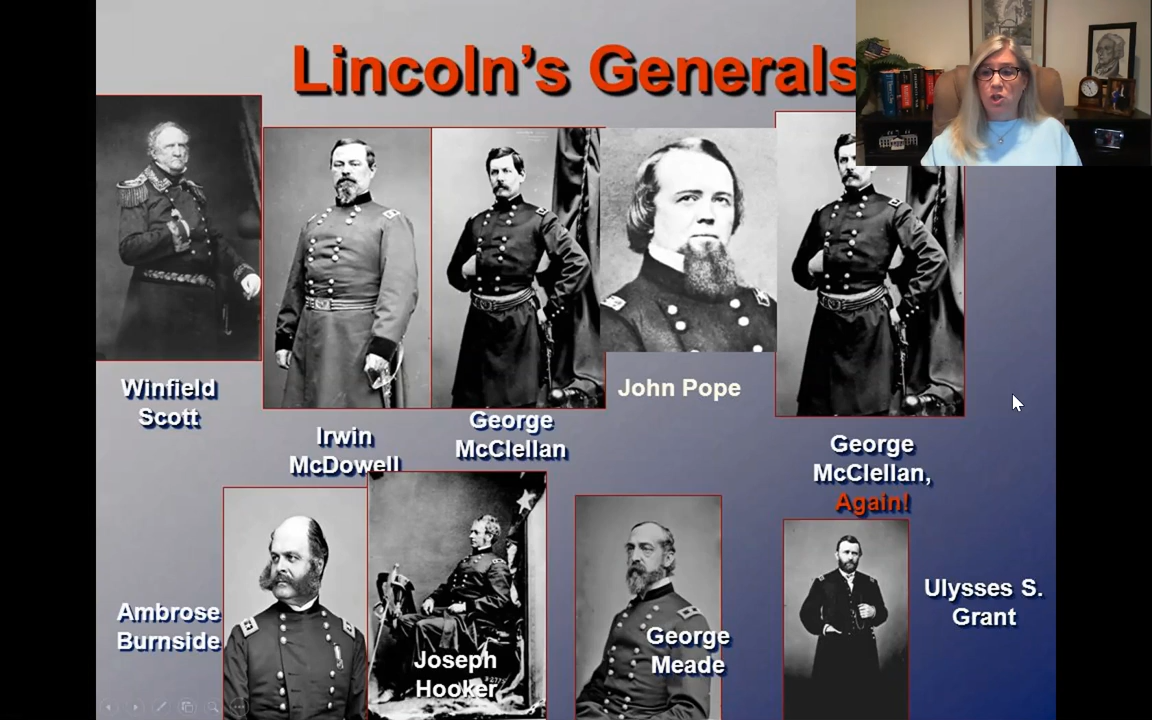 Lincoln's Generals
Winfield
Scott
Irwin
McDowell
George
McClellan
John Pope
George
McClellan,
Again!
Ambrose
Burnside
Joseph
Hooker
George
Meade
Ulysses S.
Grant